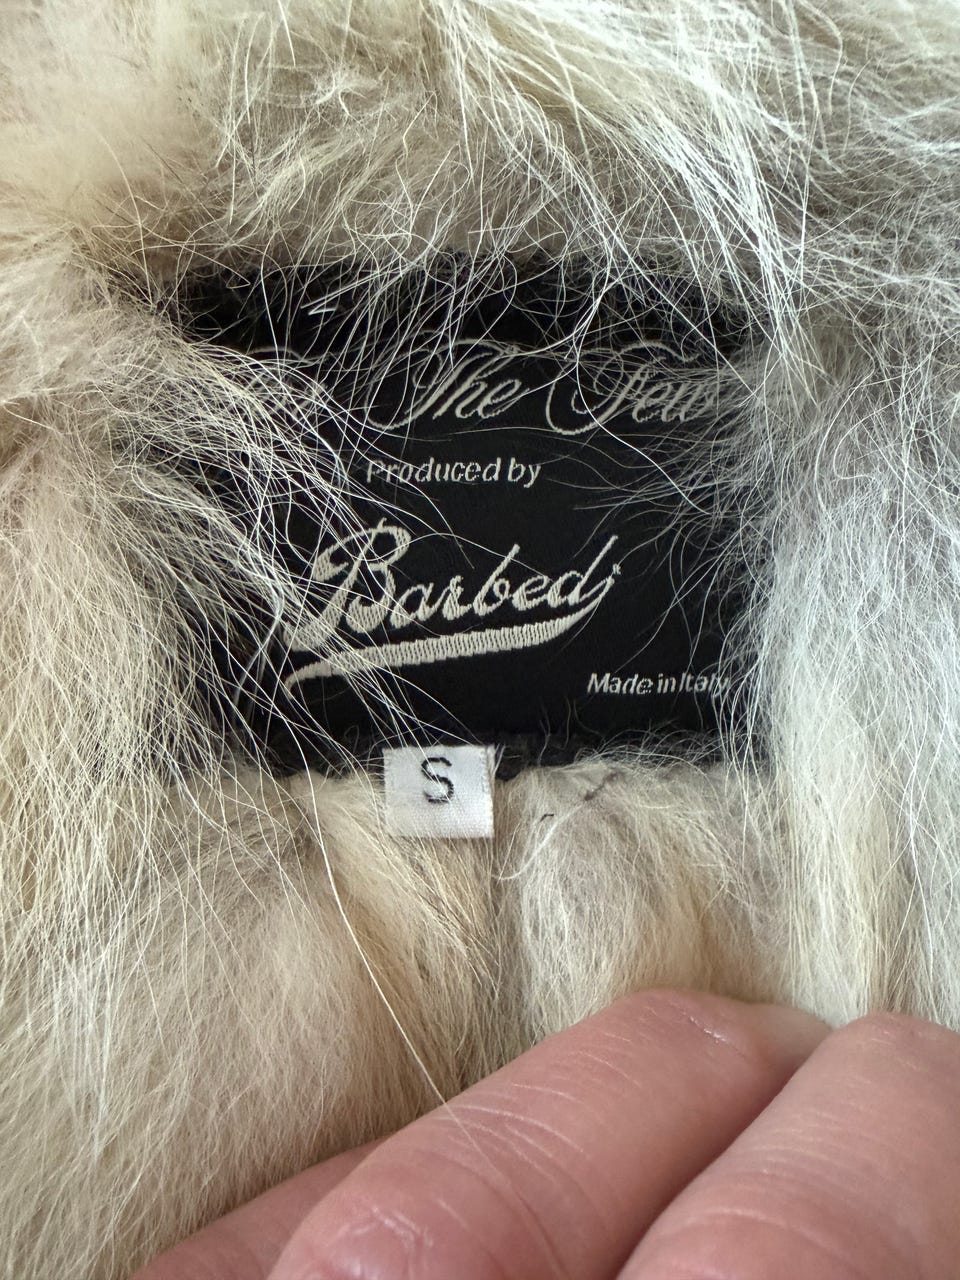 The Few
Produced by
Barbed
Made in Italy
S